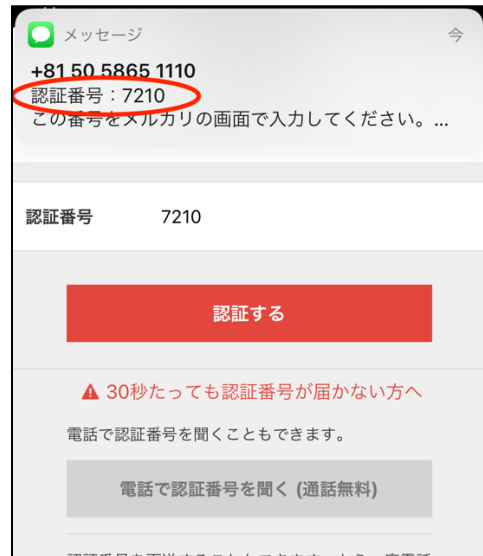 メッセージ 今
+81 50 5865 1110
認証番号：7210
この番号をメルカリの画面で入力してください。...
認証番号 7210
認証する
30秒たっても認証番号が届かない方へ
電話で認証番号を聞くこともできます。
電話で認証番号を聞く (通話無料)